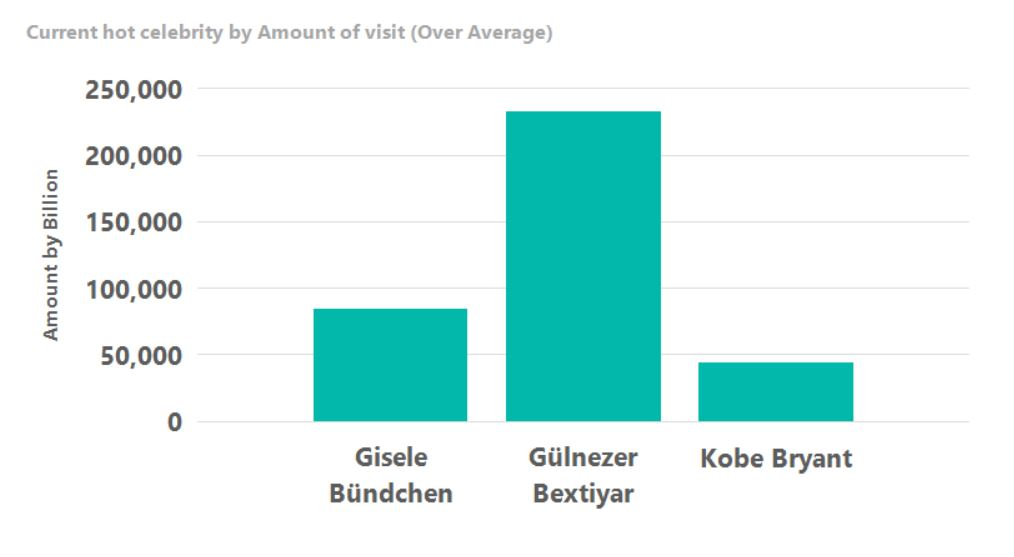 Current hot celebrity by Amount of visit (Over Average)
Amount by Billion
250,000
200,000
150,000
100,000
50,000
0
Gisele
Bündchen
Gülnezer
Bextiyar
Kobe Bryant